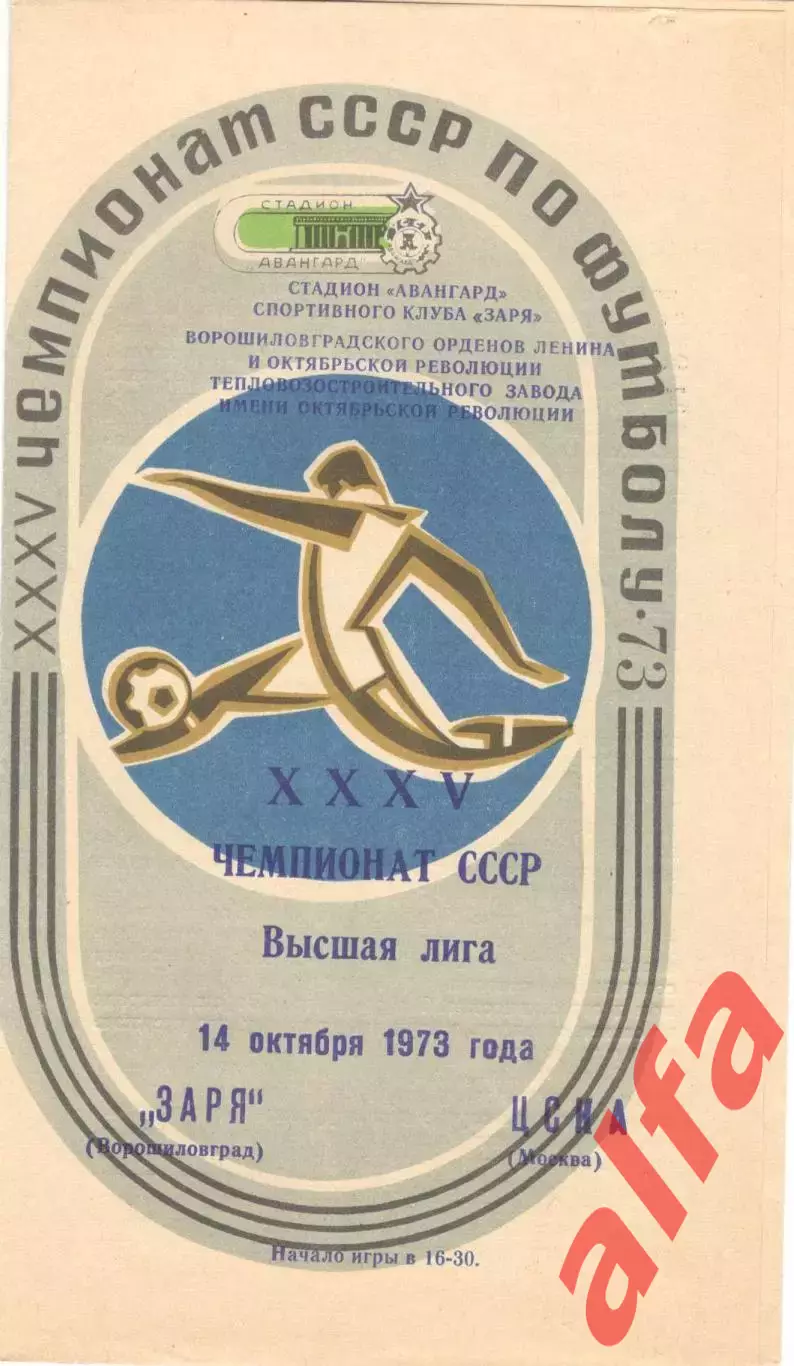 XXXV ЧЕМПИОНАТ СССР ПО ФУТБОЛУ·73
СТАДИОН
"АВАНГАРД"
СТАДИОН «АВАНГАРД»
СПОРТИВНОГО КЛУБА «ЗАРЯ»
ВОРОШИЛОВГРАДСКОГО ОРДЕНОВ ЛЕНИНА
И ОКТЯБРЬСКОЙ РЕВОЛЮЦИИ
ТЕПЛОВОЗОСТРОИТЕЛЬНОГО ЗАВОДА
ИМЕНИ ОКТЯБРЬСКОЙ РЕВОЛЮЦИИ
XXXV
ЧЕМПИОНАТ СССР
Высшая лига
14 октября 1973 года
„ЗАРЯ"
(Ворошиловград)
ЦСКА
(Москва)
Начало игры в 16-30.
alfa